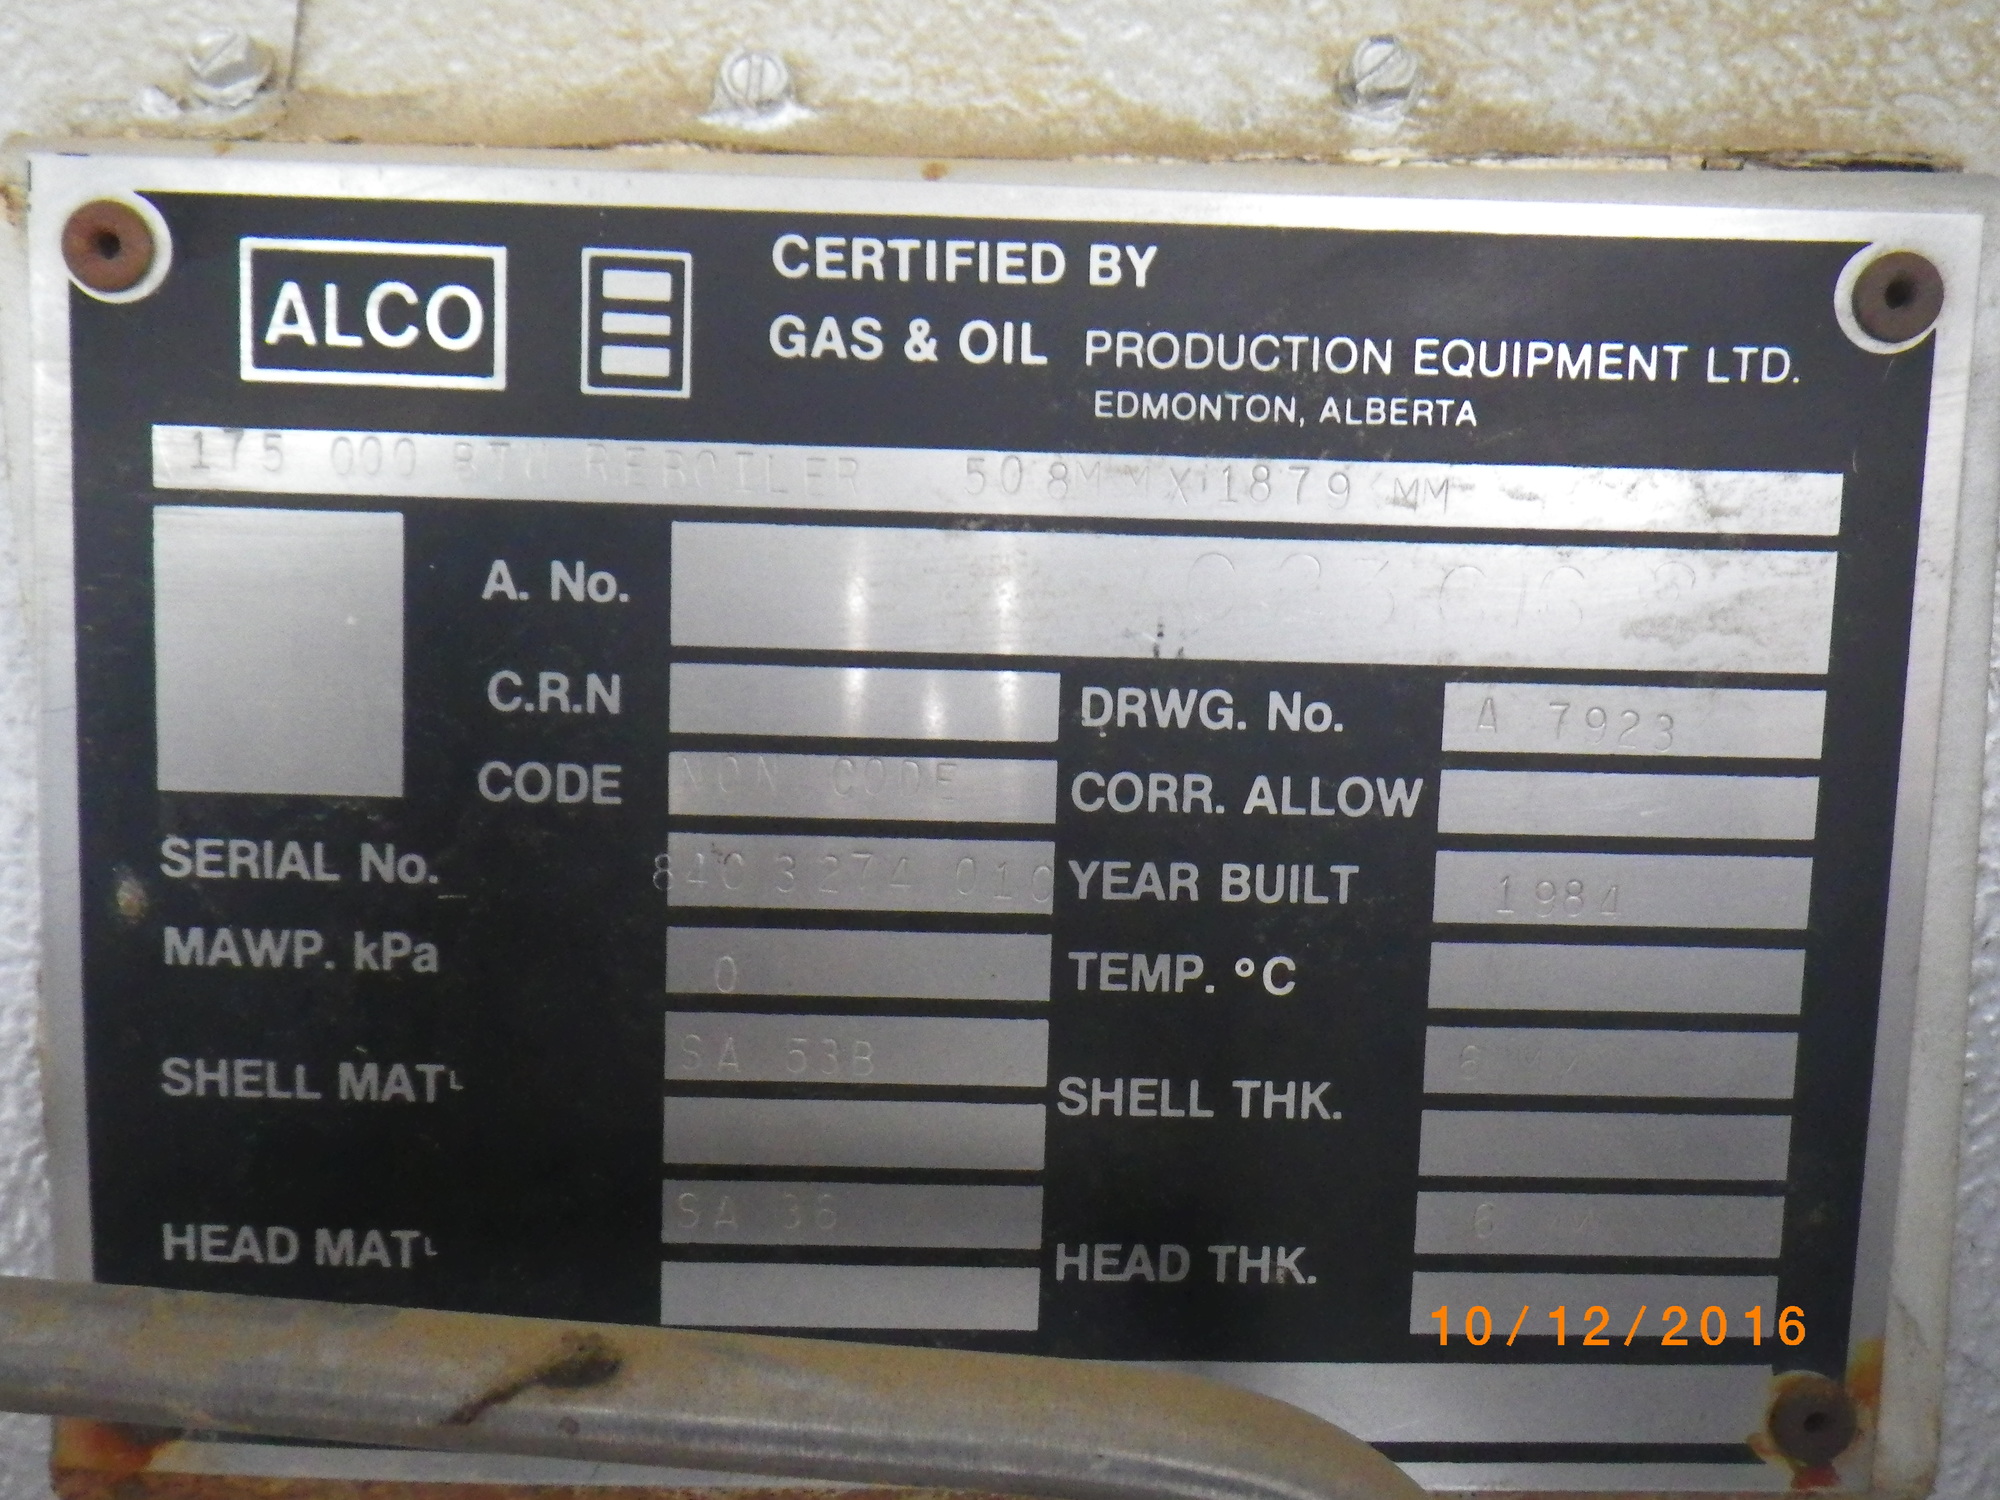 ALCO
CERTIFIED BY
GAS & OIL PRODUCTION EQUIPMENT LTD.
EDMONTON, ALBERTA
175 000 BTU REBOILER 508MM X 1879 MM
A. No.
C.R.N
DRWG. No. A 7923
CODE NON CODE
CORR. ALLOW
SERIAL No. 84C 3274 010
YEAR BUILT 1984
MAWP. kPa 0
TEMP. °C
SHELL MATL SA 53B
SHELL THK. 6
HEAD MATL SA 36
HEAD THK. 6
10/12/2016